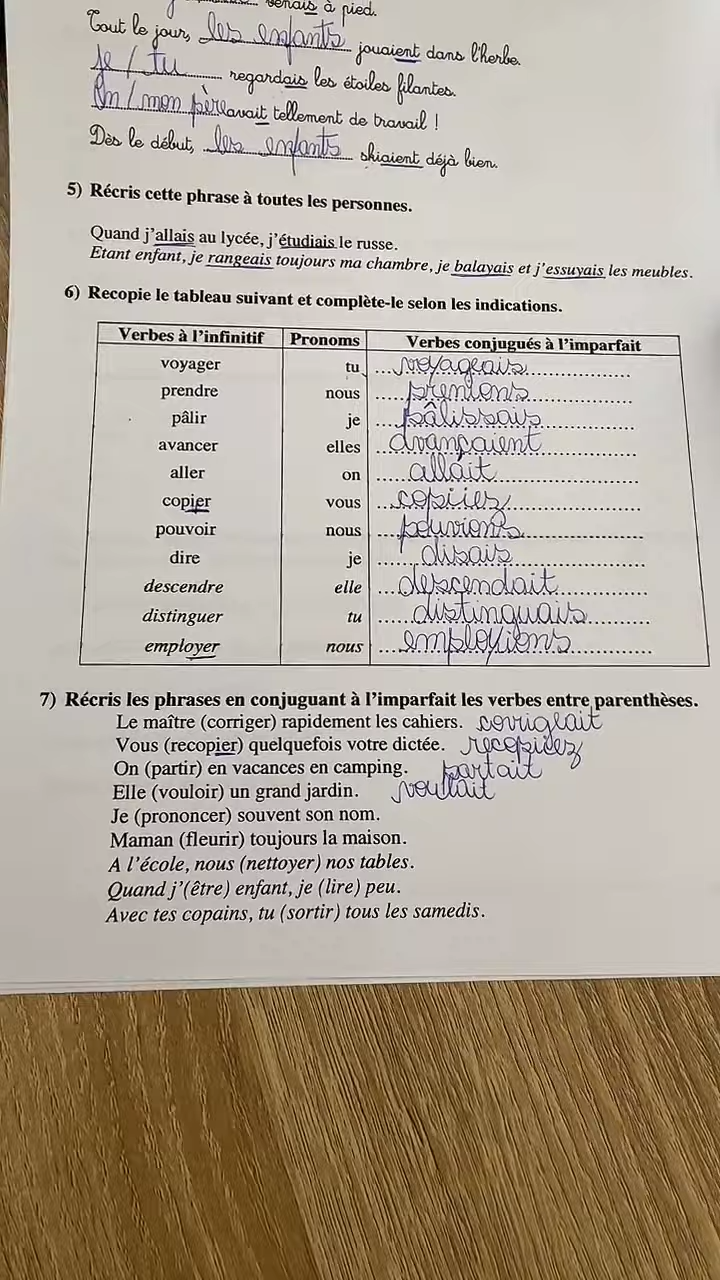 venais à pied.
Tout le jour, les enfants jouaient dans l'herbe.
je / tu regardais les étoiles filantes.
On / mon père avait tellement de travail !
Dès le début, les enfants skiaient déjà bien.
5) Récris cette phrase à toutes les personnes.
Quand j'allais au lycée, j'étudiais le russe.
Etant enfant, je rangeais toujours ma chambre, je balayais et j'essuyais les meubles.
6) Recopie le tableau suivant et complète-le selon les indications.
Verbes à l'infinitif Pronoms Verbes conjugués à l'imparfait
voyager tu voyageais
prendre nous prenions
pâlir je pâlissais
avancer elles avançaient
aller on allait
copier vous copiiez
pouvoir nous pouvions
dire je disais
descendre elle descendait
distinguer tu distinguais
employer nous employions
7) Récris les phrases en conjuguant à l'imparfait les verbes entre parenthèses.
Le maître (corriger) rapidement les cahiers. corrigeait
Vous (recopier) quelquefois votre dictée. recopiiez
On (partir) en vacances en camping. partait
Elle (vouloir) un grand jardin. voulait
Je (prononcer) souvent son nom.
Maman (fleurir) toujours la maison.
A l'école, nous (nettoyer) nos tables.
Quand j'(être) enfant, je (lire) peu.
Avec tes copains, tu (sortir) tous les samedis.